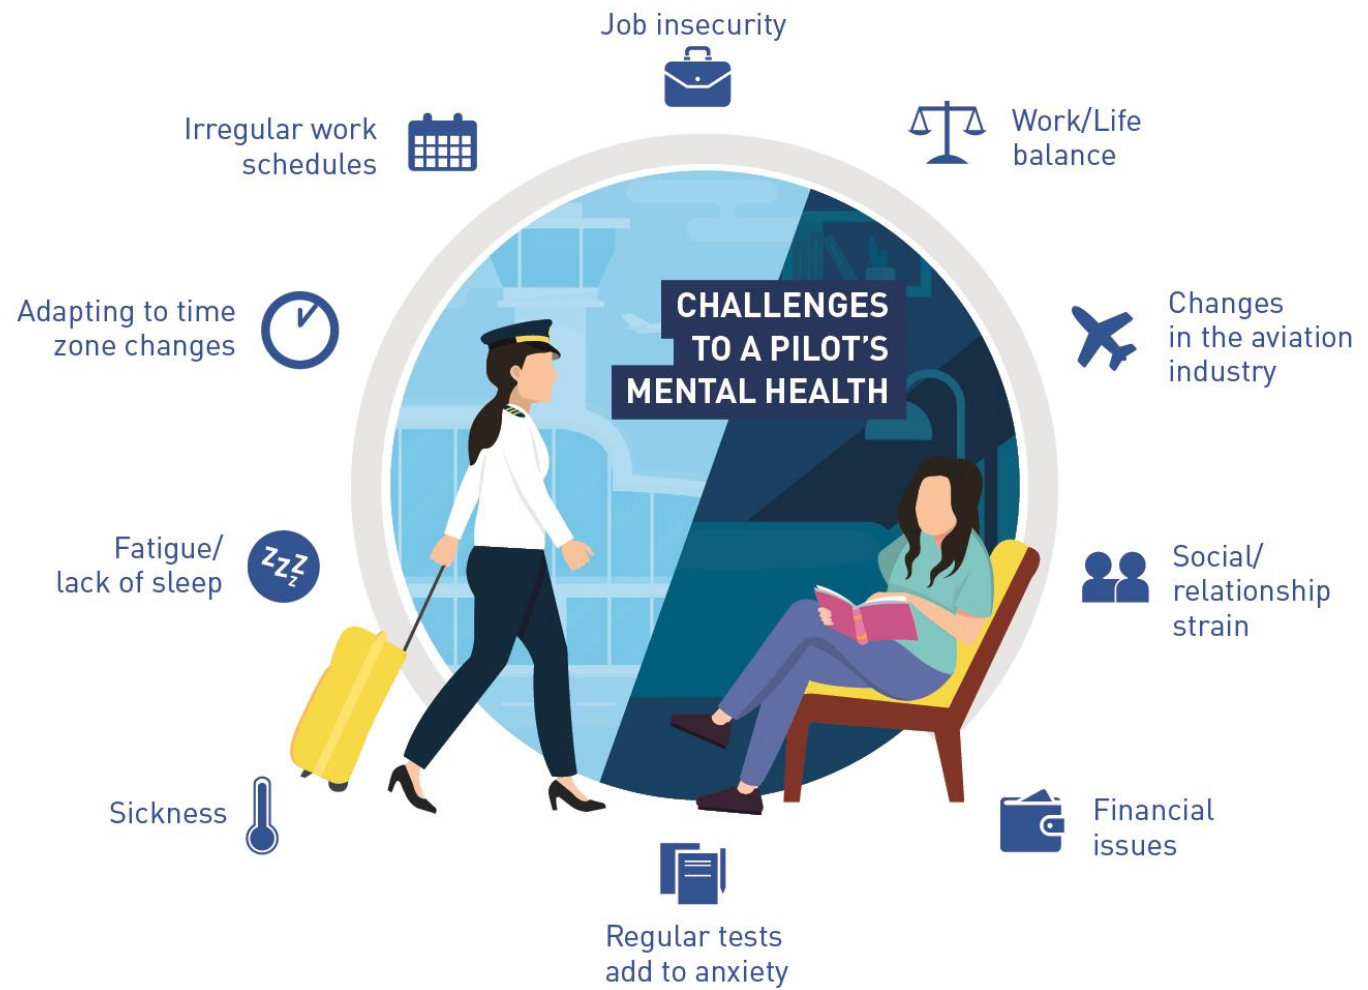 Job insecurity
Work/Life
balance
Changes
in the aviation
industry
Social/
relationship
strain
Financial
issues
Regular tests
add to anxiety
Sickness
Fatigue/
lack of sleep
Adapting to time
zone changes
Irregular work
schedules
CHALLENGES
TO A PILOT'S
MENTAL HEALTH
ZZZz